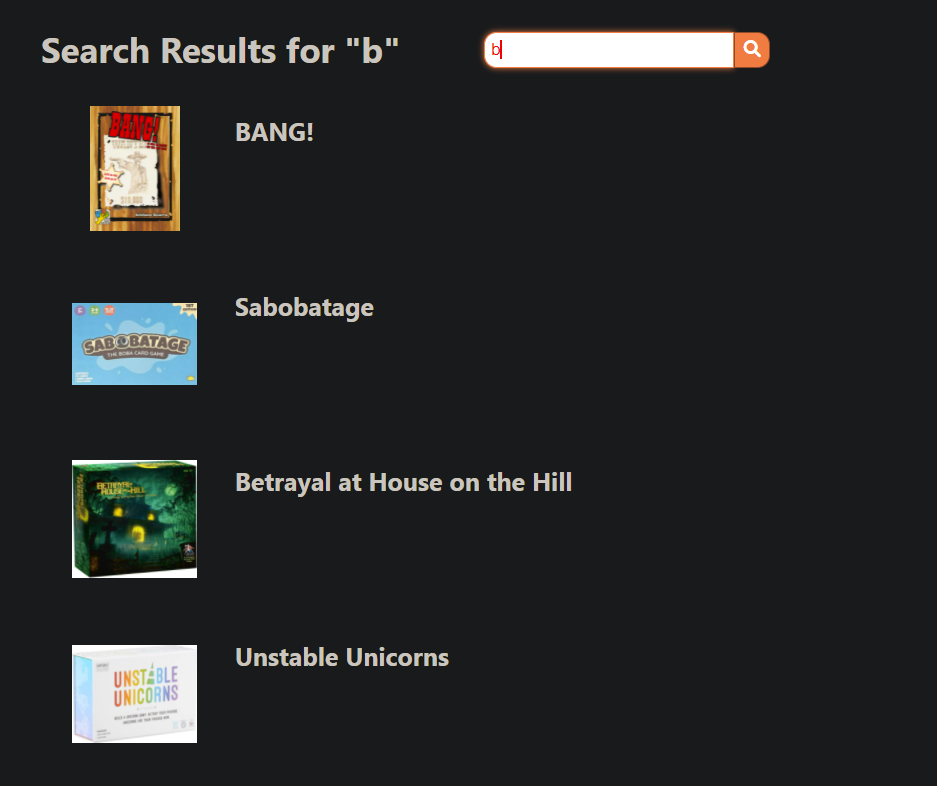 Search Results for "b"
b
BANG!
BANG!
Sabobatage
SABOBATAGE
THE BOBA CARD GAME
Betrayal at House on the Hill
BETRAYAL
HOUSE ON THE HILL
Unstable Unicorns
UNSTABLE
UNICORNS